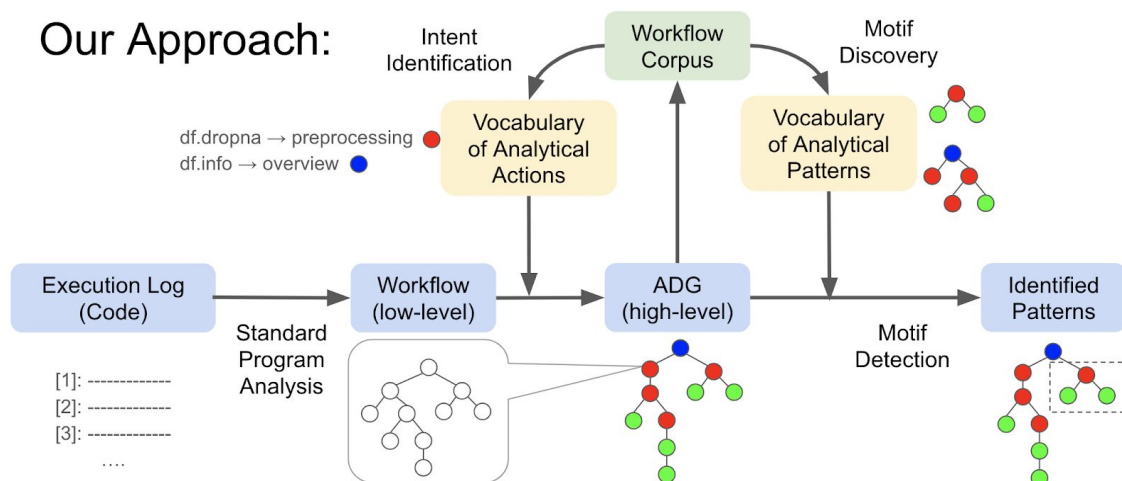 Our Approach:
Intent
Identification
Workflow
Corpus
Motif
Discovery
df.dropna → preprocessing
df.info → overview
Vocabulary
of Analytical
Actions
Vocabulary
of Analytical
Patterns
Execution Log
(Code)
Workflow
(low-level)
ADG
(high-level)
Identified
Patterns
Standard
Program
Analysis
Motif
Detection
[1]: -------------
[2]: -------------
[3]: -------------
....